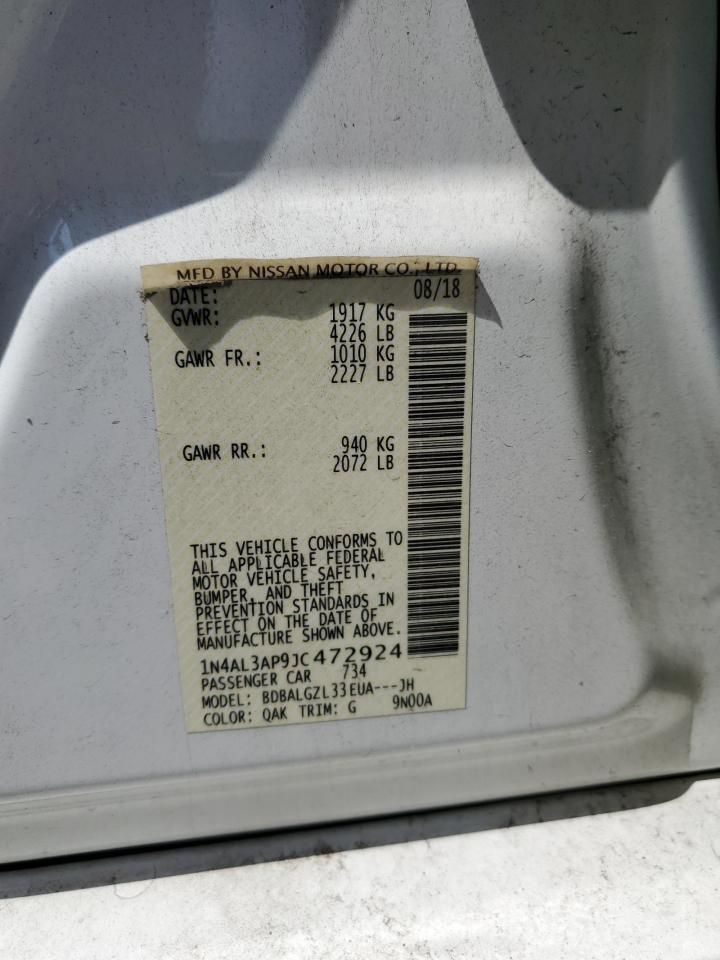 MFD BY NISSAN MOTOR CO., LTD.
DATE: 08/18
GVWR: 1917 KG
4226 LB
GAWR FR.: 1010 KG
2227 LB
GAWR RR.: 940 KG
2072 LB
THIS VEHICLE CONFORMS TO
ALL APPLICABLE FEDERAL
MOTOR VEHICLE SAFETY,
BUMPER, AND THEFT
PREVENTION STANDARDS IN
EFFECT ON THE DATE OF
MANUFACTURE SHOWN ABOVE.
1N4AL3AP9JC472924
PASSENGER CAR 734
MODEL: BDBALGZL33EUA---JH
COLOR: QAK TRIM: G 9N00A